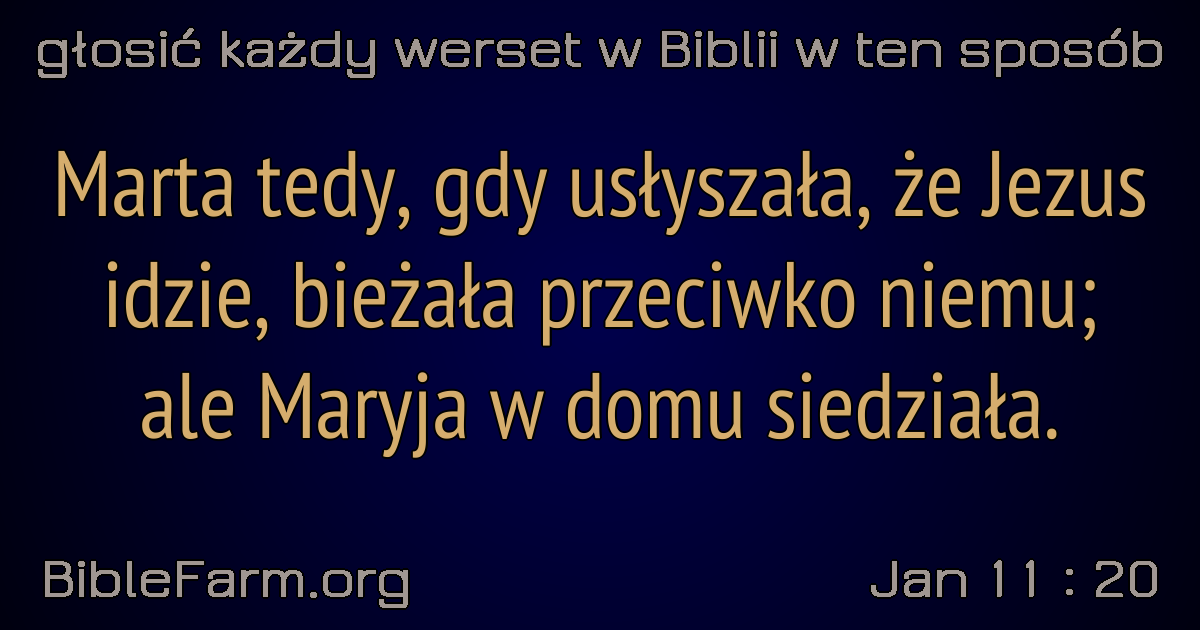 głosić każdy werset w Biblii w ten sposób
Marta tedy, gdy usłyszała, że Jezus
idzie, bieżała przeciwko niemu;
ale Maryja w domu siedziała.
BibleFarm.org
Jan 11 : 20